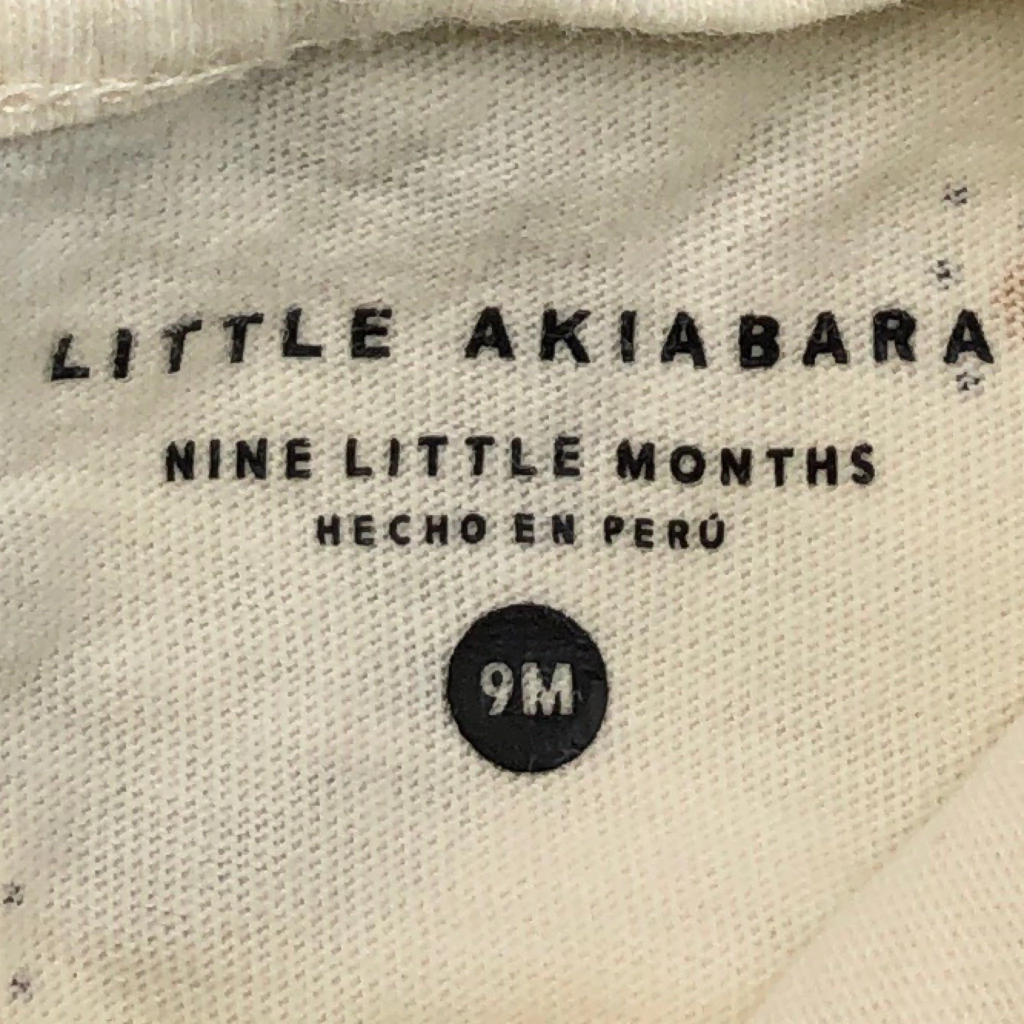 LITTLE AKIABARA
NINE LITTLE MONTHS
HECHO EN PERÚ
9M